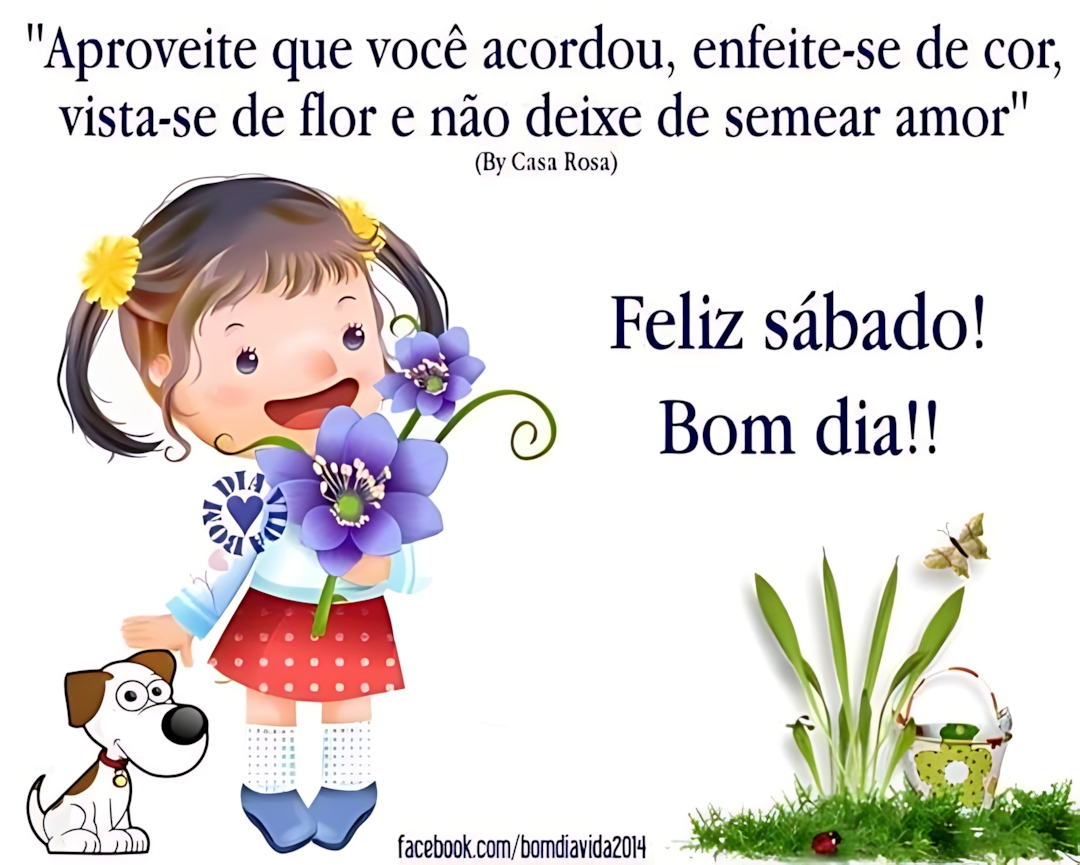 "Aproveite que você acordou, enfeite-se de cor,
vista-se de flor e não deixe de semear amor"
(By Casa Rosa)
Feliz sábado!
Bom dia!!
BOM DIA VIDA
facebook.com/bomdiavida2014